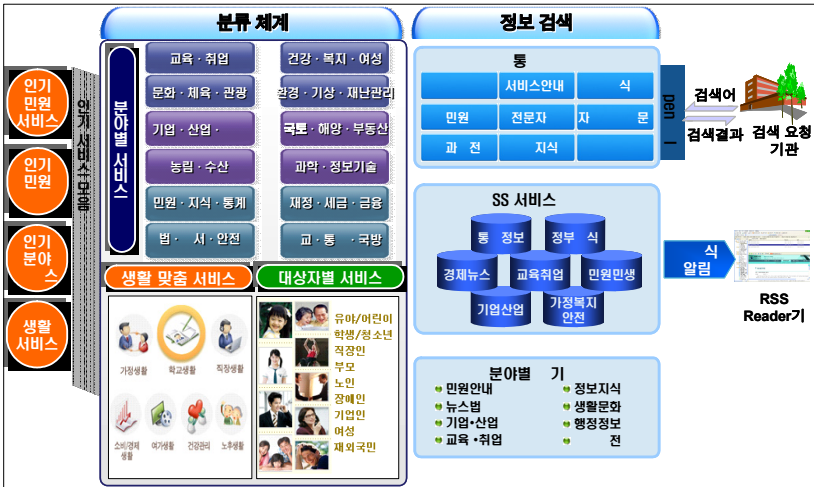 분류 체계
정보 검색
인기
민원
서비스
인기
민원
인기
분야
스
생활
서비스
인기 서비스 모음
분야별 서비스
교육 · 취업
건강 · 복지 · 여성
문화 · 체육 · 관광
환경 · 기상 · 재난관리
기업 · 산업 ·
국토 · 해양 · 부동산
농림 · 수산
과학 · 정보기술
민원 · 지식 · 통계
재정 · 세금 · 금융
법 · 서 · 안전
교 · 통 · 국방
생활 맞춤 서비스
대상자별 서비스
가정생활
학교생활
직장생활
소비/경제
생활
여가생활
건강관리
노후생활
유아/어린이
학생/청소년
직장인
부모
노인
장애인
기업인
여성
재외국민
통
서비스안내
식
민원
전문자
자 문
과 전
지식
pen I
검색어
검색결과
검색 요청
기관
SS 서비스
통 정보
정부 식
경제뉴스
교육취업
민원민생
기업산업
가정복지
안전
식
알림
RSS
Reader기
분야별 기
민원안내
정보지식
뉴스법
생활문화
기업•산업
행정정보
교육 •취업
전